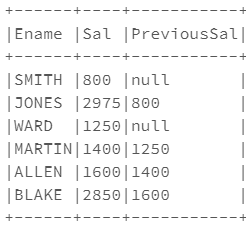 +------+----+-----------+
|Ename |Sal |PreviousSal|
+------+----+-----------+
|SMITH |800 |null       |
|JONES |2975|800        |
|WARD  |1250|null       |
|MARTIN|1400|1250       |
|ALLEN |1600|1400       |
|BLAKE |2850|1600       |
+------+----+-----------+